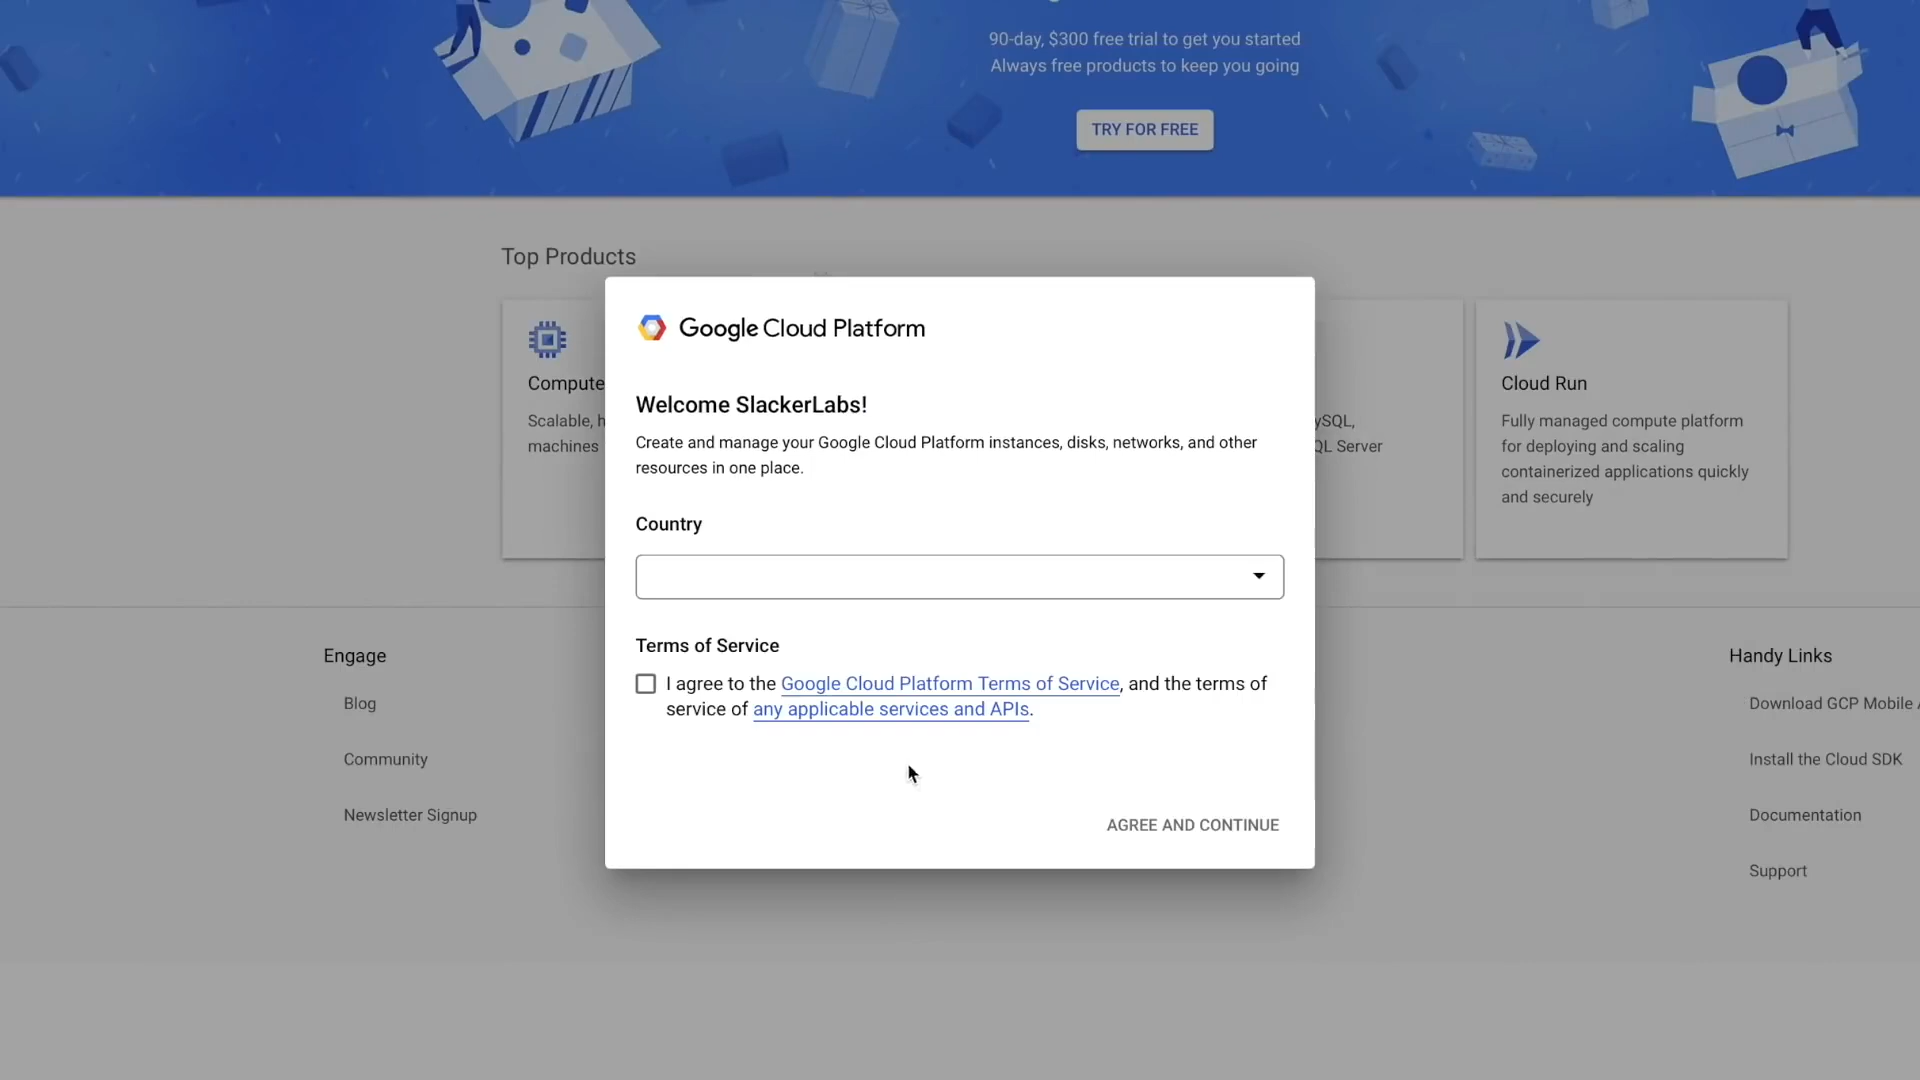 90-day, $300 free trial to get you started
Always free products to keep you going
TRY FOR FREE
Top Products
Google Cloud Platform
Welcome SlackerLabs!
Create and manage your Google Cloud Platform instances, disks, networks, and other
resources in one place.
Country
Terms of Service
I agree to the Google Cloud Platform Terms of Service, and the terms of
service of any applicable services and APIs.
AGREE AND CONTINUE
Compute
Scalable, h
machines
ySQL,
QL Server
Cloud Run
Fully managed compute platform
for deploying and scaling
containerized applications quickly
and securely
Engage
Blog
Community
Newsletter Signup
Handy Links
Download GCP Mobile A
Install the Cloud SDK
Documentation
Support